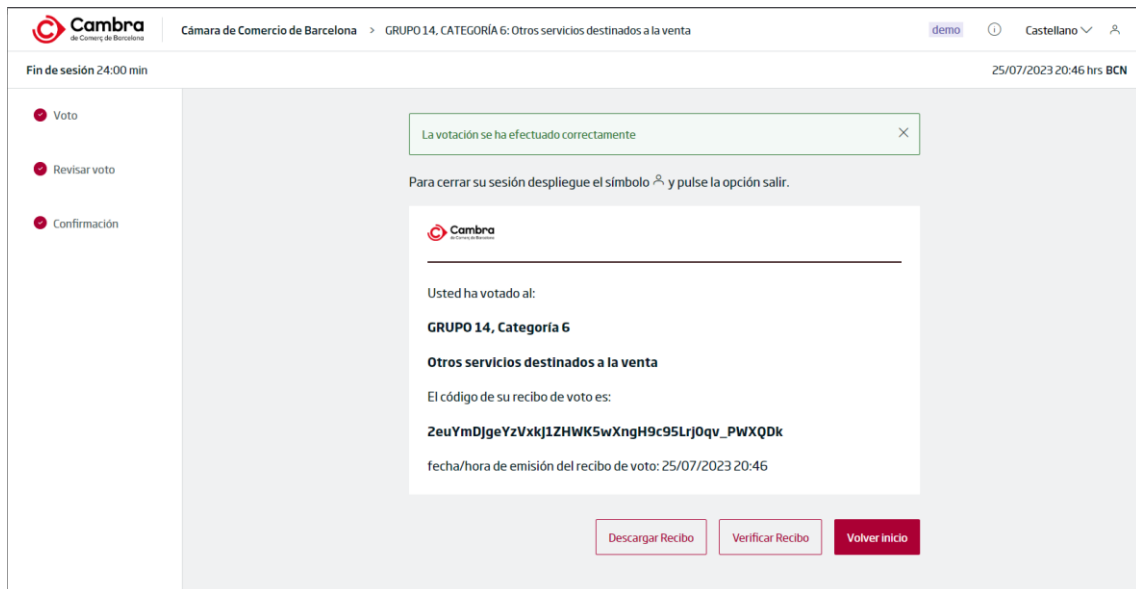 Cambra
de Comerç de Barcelona
Cámara de Comercio de Barcelona > GRUPO 14, CATEGORÍA 6: Otros servicios destinados a la venta
demo
Castellano
Fin de sesión 24:00 min
25/07/2023 20:46 hrs BCN
Voto
Revisar voto
Confirmación
La votación se ha efectuado correctamente
Para cerrar su sesión despliegue el símbolo y pulse la opción salir.
Cambra
de Comerç de Barcelona
Usted ha votado al:
GRUPO 14, Categoría 6
Otros servicios destinados a la venta
El código de su recibo de voto es:
2euYmDJgeYzVxkJ1ZHWK5wXngH9c95Lrj0qv_PWXQDk
fecha/hora de emisión del recibo de voto: 25/07/2023 20:46
Descargar Recibo
Verificar Recibo
Volver inicio